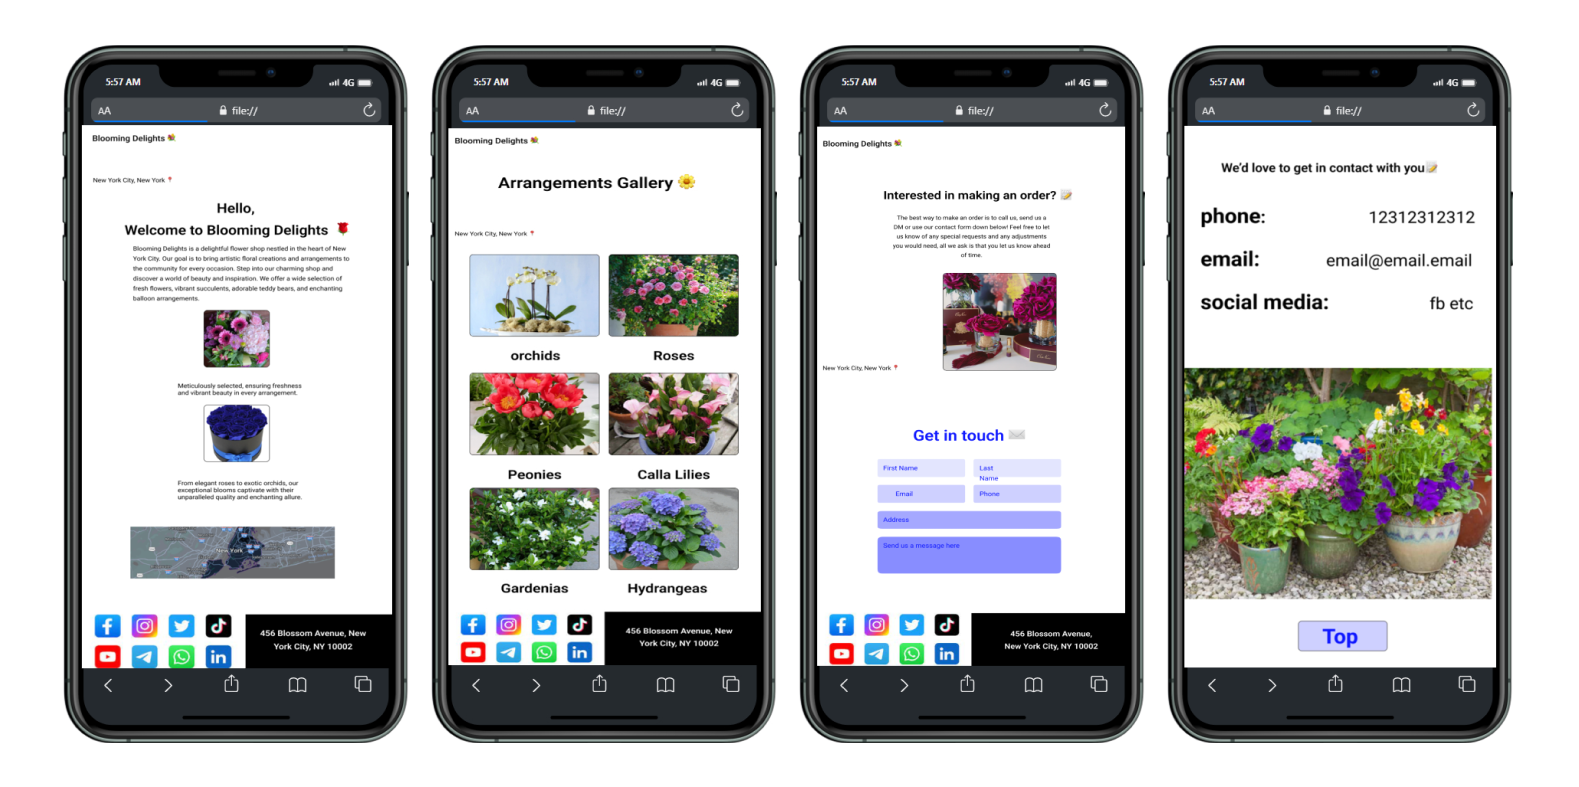 5:57 AM
4G
AA
file://
Blooming Delights
New York City, New York
Hello,
Welcome to Blooming Delights
Blooming Delights is a delightful flower shop nestled in the heart of New
York City. Our goal is to bring artistic floral creations and arrangements to
the community for every occasion. Step into our charming shop and
discover a world of beauty and inspiration. We offer a wide selection of
fresh flowers, vibrant succulents, adorable teddy bears, and enchanting
balloon arrangements.
Meticulously selected, ensuring freshness
and vibrant beauty in every arrangement.
From elegant roses to exotic orchids, our
exceptional blooms captivate with their
unparalleled quality and enchanting allure.
New York
456 Blossom Avenue, New
York City, NY 10002
5:57 AM
4G
AA
file://
Blooming Delights
Arrangements Gallery
New York City, New York
orchids
Roses
Peonies
Calla Lilies
Gardenias
Hydrangeas
456 Blossom Avenue, New
York City, NY 10002
5:57 AM
4G
AA
file://
Blooming Delights
Interested in making an order?
The best way to make an order is to call us, send us a
DM or use our contact form down below! Feel free to let
us know of any special requests and any adjustments
you would need, all we ask is that you let us know ahead
of time.
New York City, New York
Get in touch
First Name
Last
Name
Email
Phone
Address
Send us a message here
456 Blossom Avenue,
New York City, NY 10002
5:57 AM
4G
AA
file://
We'd love to get in contact with you
phone:
12312312312
email:
email@email.email
social media:
fb etc
Top